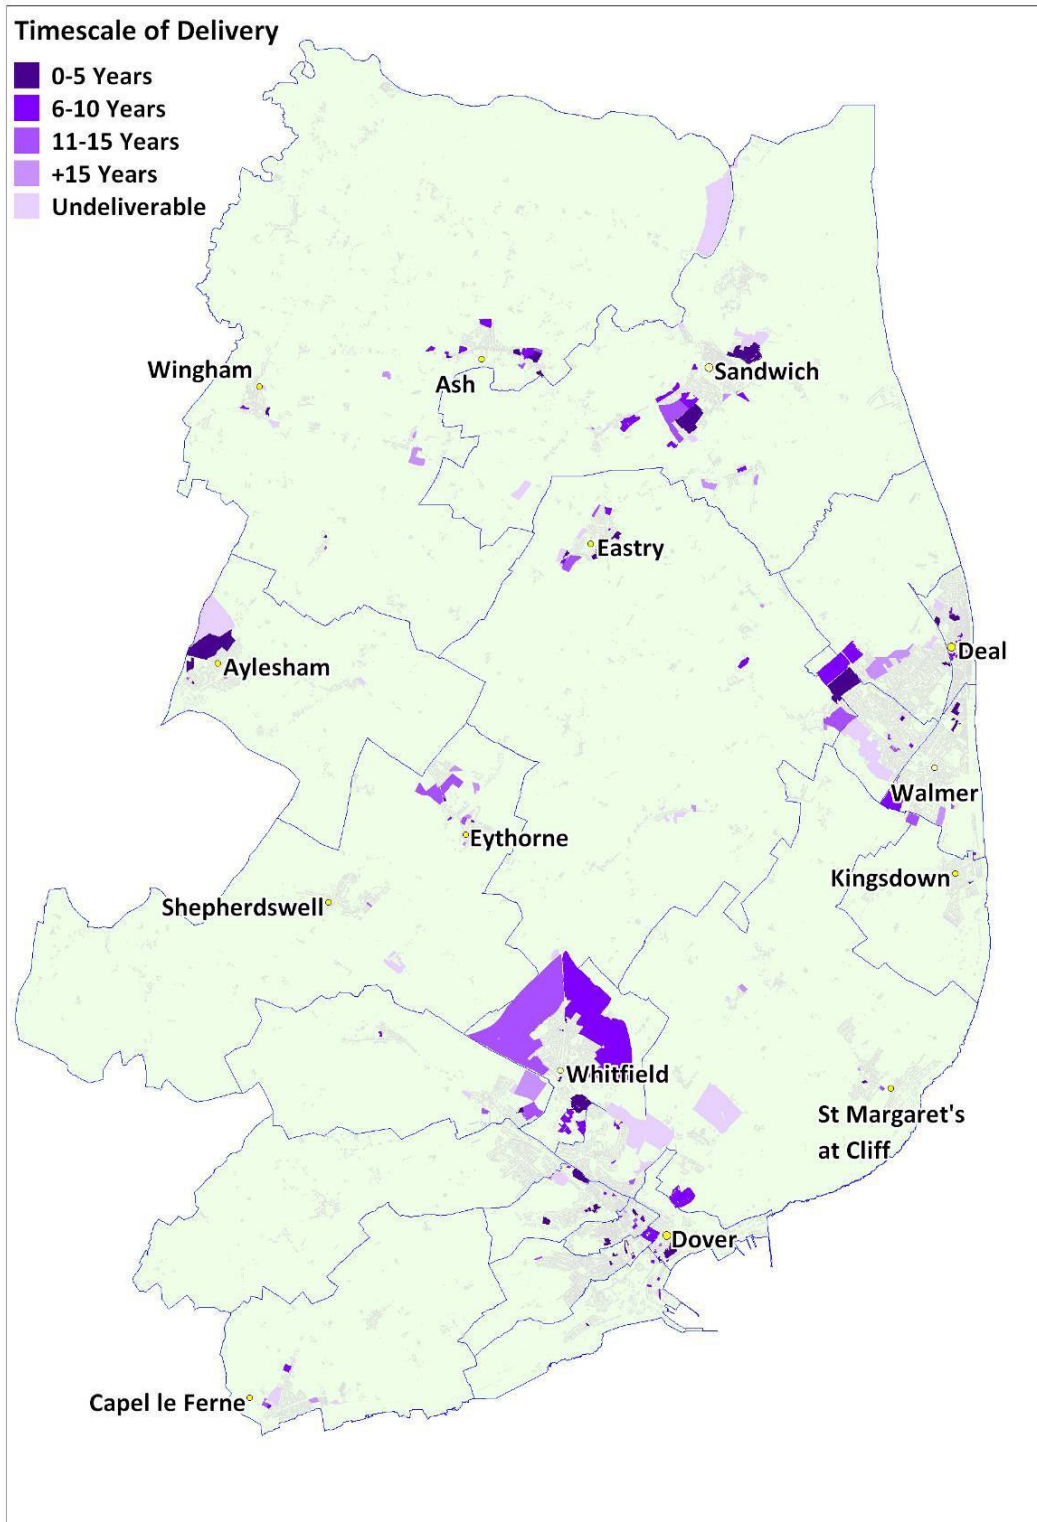 Timescale of Delivery
0-5 Years
6-10 Years
11-15 Years
+15 Years
Undeliverable
Wingham
Ash
Sandwich
Eastry
Deal
Aylesham
Walmer
Eythorne
Kingsdown
Shepherdswell
Whitfield
St Margaret's
at Cliff
Dover
Capel le Ferne